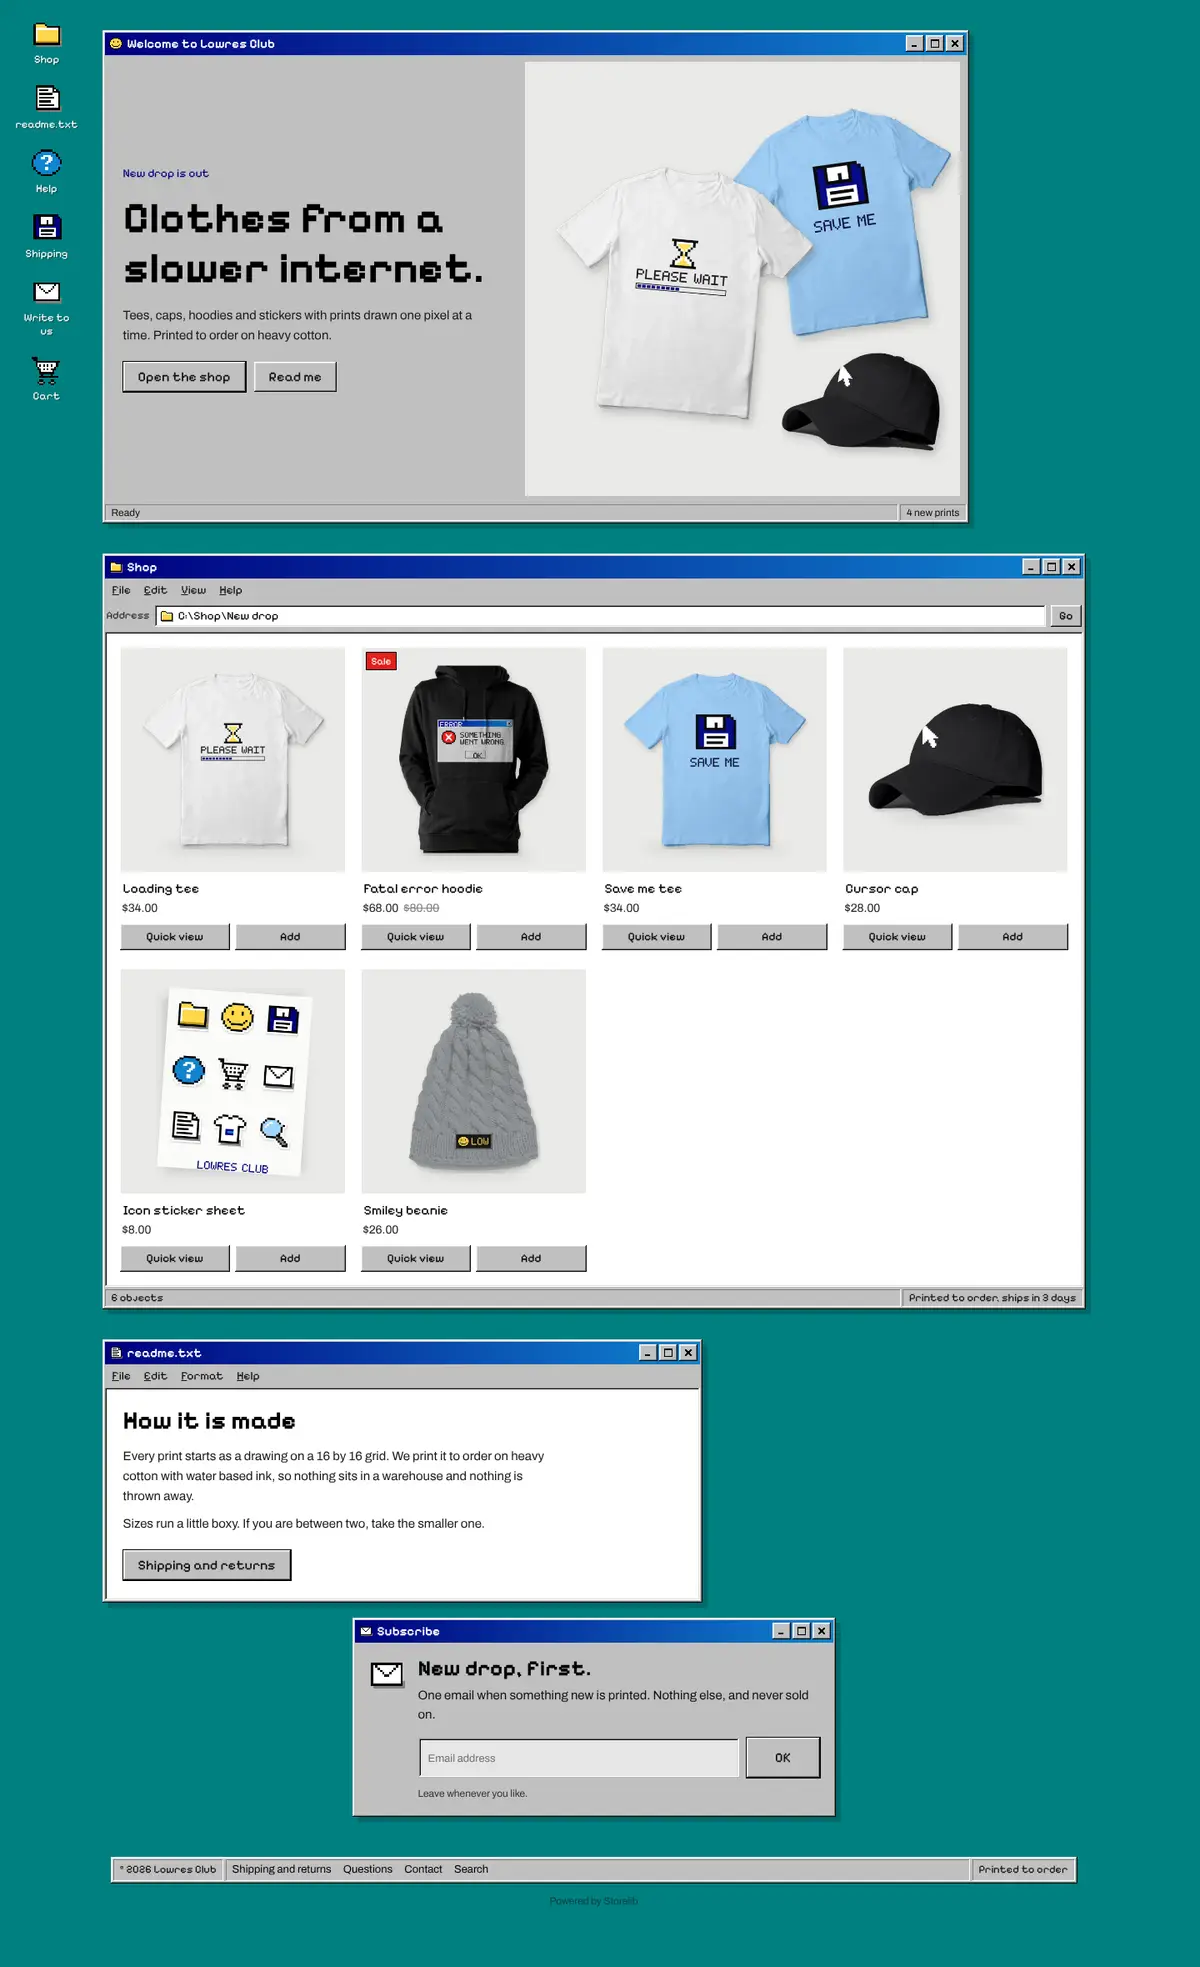 Shop
readme.txt
Help
Shipping
Write to
us
Cart
Welcome to Lowres Club
New drop is out
Clothes from a
slower internet.
Tees, caps, hoodies and stickers with prints drawn one pixel at a
time. Printed to order on heavy cotton.
Open the shop
Read me
PLEASE WAIT
SAVE ME
Ready
4 new prints
Shop
File Edit View Help
Address C:\Shop\New drop Go
PLEASE WAIT
Sale
ERROR
SOMETHING
WENT WRONG.
OK
SAVE ME
Loading tee
$34.00
Quick view Add
Fatal error hoodie
$68.00 $80.00
Quick view Add
Save me tee
$34.00
Quick view Add
Cursor cap
$28.00
Quick view Add
LOWRES CLUB
LOW
Icon sticker sheet
$8.00
Quick view Add
Smiley beanie
$26.00
Quick view Add
6 objects
Printed to order, ships in 3 days
readme.txt
File Edit Format Help
How it is made
Every print starts as a drawing on a 16 by 16 grid. We print it to order on heavy
cotton with water based ink, so nothing sits in a warehouse and nothing is
thrown away.
Sizes run a little boxy. If you are between two, take the smaller one.
Shipping and returns
Subscribe
New drop, first.
One email when something new is printed. Nothing else, and never sold
on.
Email address
OK
Leave whenever you like.
© 2026 Lowres Club
Shipping and returns Questions Contact Search
Printed to order
Powered by Storelib